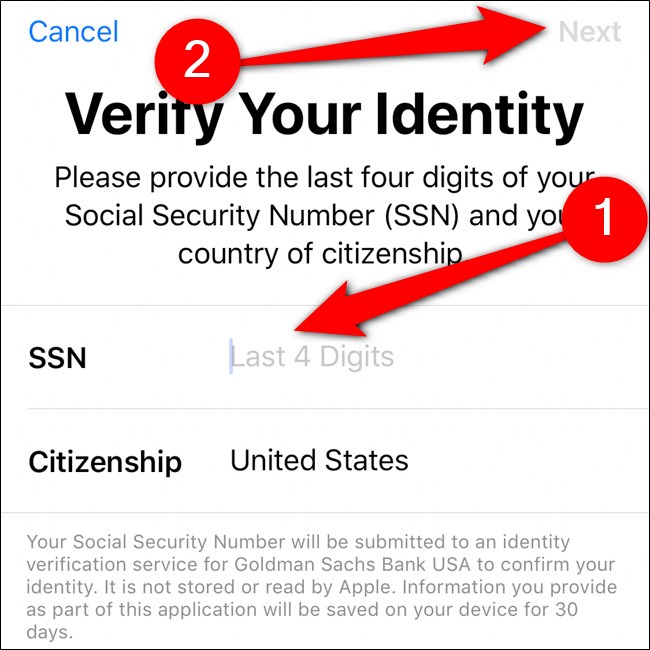 Cancel
2
Next
Verify Your Identity
Please provide the last four digits of your
Social Security Number (SSN) and you
1
country of citizenship
SSN
Last 4 Digits
Citizenship
United States
Your Social Security Number will be submitted to an identity
verification service for Goldman Sachs Bank USA to confirm your
identity. It is not stored or read by Apple. Information you provide
as part of this application will be saved on your device for 30
days.